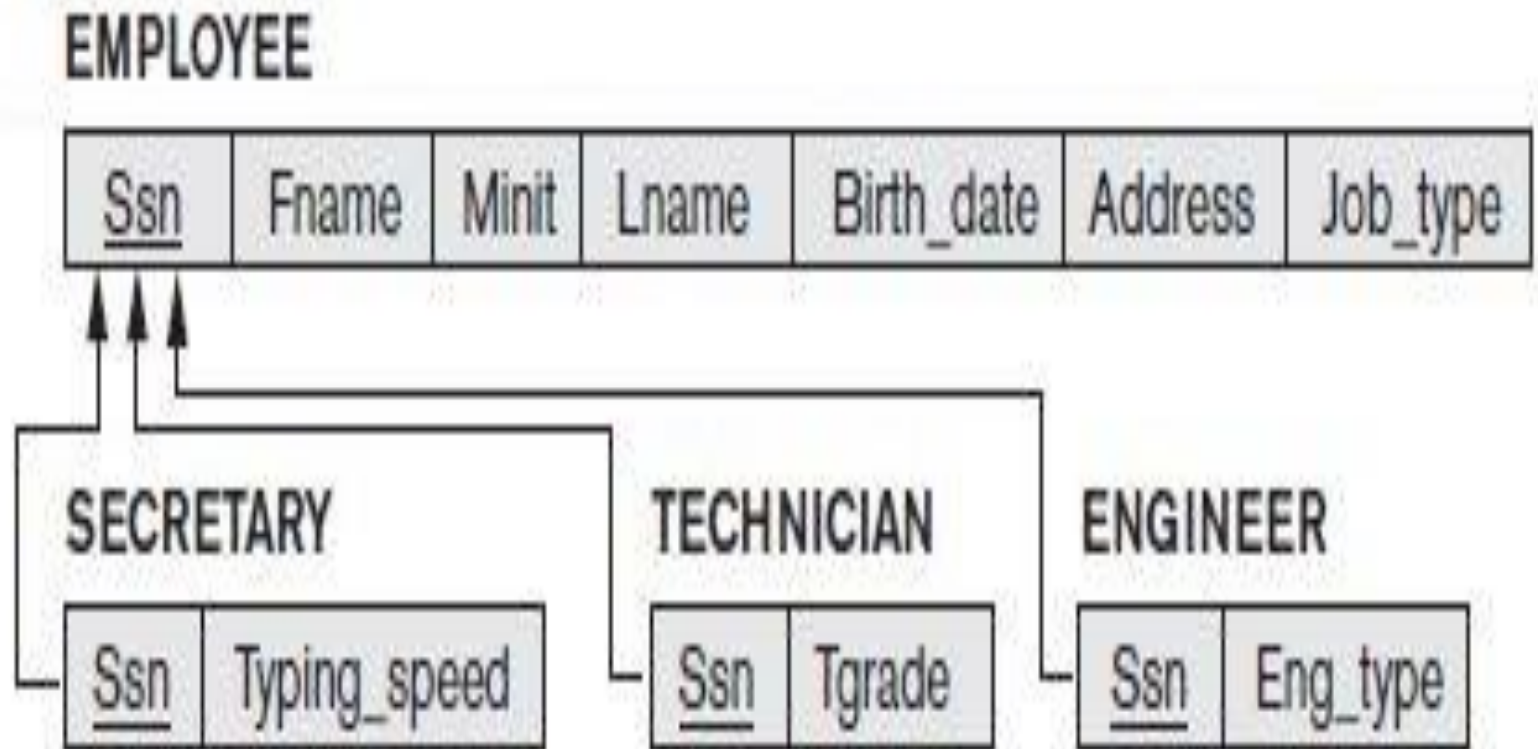 EMPLOYEE
Ssn Fname Minit Lname Birth_date Address Job_type
SECRETARY TECHNICIAN ENGINEER
Ssn Typing_speed Ssn Tgrade Ssn Eng_type